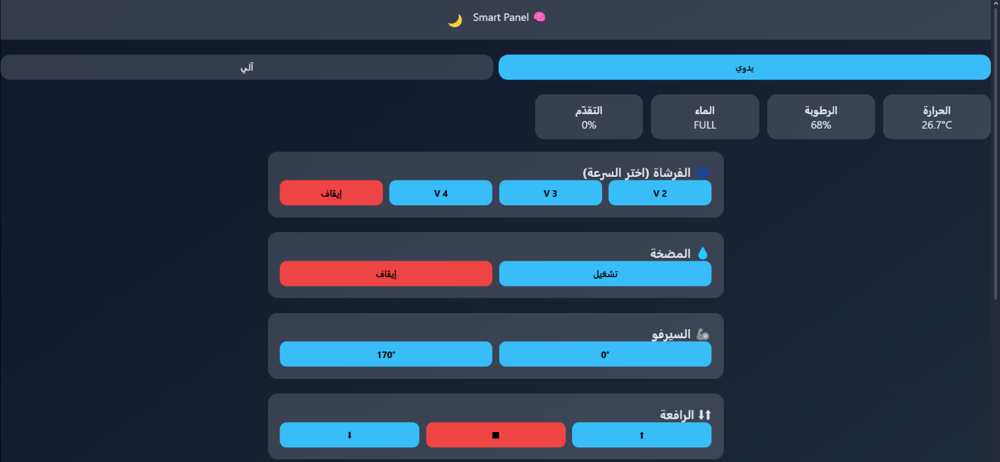 Smart Panel 🧠 🌙
يدوي
آلي
الحرارة
26.7°C
الرطوبة
68%
الماء
FULL
التقدّم
0%
🌀 الفرشاة (اختر السرعة)
V 2
V 3
V 4
إيقاف
💧 المضخة
تشغيل
إيقاف
🦾 السيرفو
0°
170°
⬆⬇ الرافعة
⬆
■
⬇